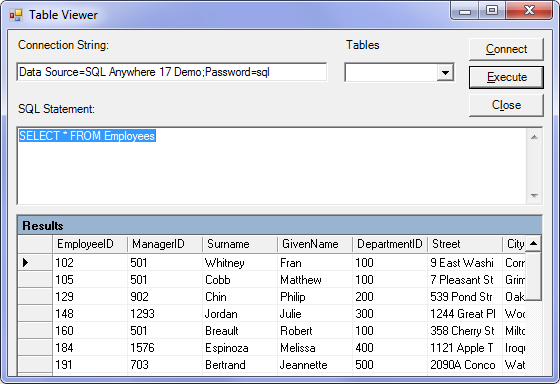 Table Viewer
Connection String: Tables Connect
Data Source=SQL Anywhere 17 Demo;Password=sql Execute
Close
SQL Statement:
SELECT * FROM Employees
Results
EmployeeID ManagerID Surname GivenName DepartmentID Street City
102 501 Whitney Fran 100 9 East Washi Corn
105 501 Cobb Matthew 100 7 Pleasant St Grim
129 902 Chin Philip 200 539 Pond Str Oak
148 1293 Jordan Julie 300 1244 Great Pl Woo
160 501 Breault Robert 100 358 Cherry St Milto
184 1576 Espinoza Melissa 400 1121 Apple T Iroqu
191 703 Bertrand Jeannette 500 2090A Conco Wat